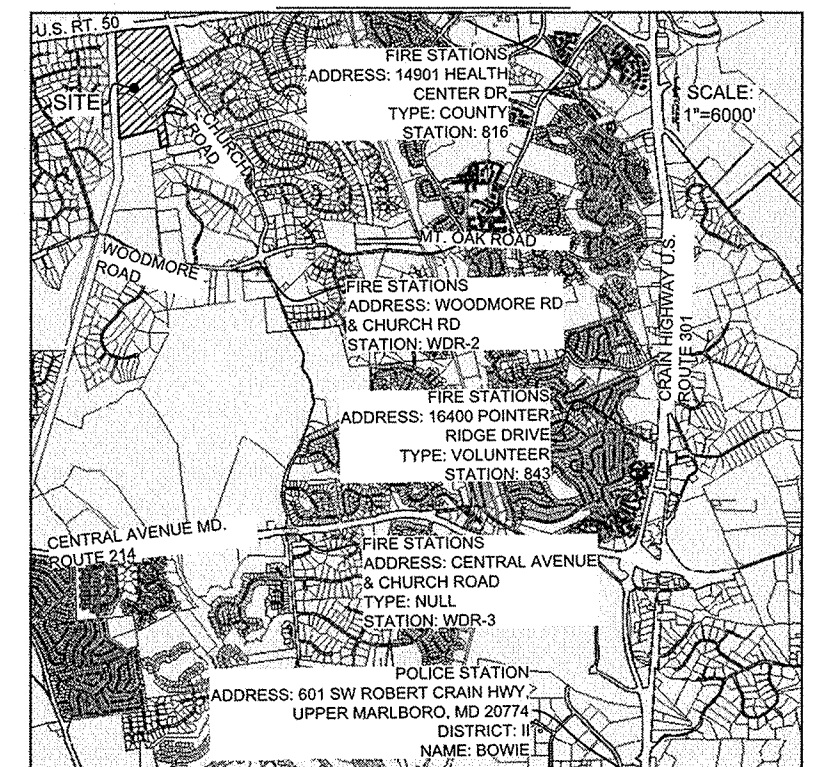 U.S. RT. 50
SITE
CHURCH
ROAD
FIRE STATIONS
ADDRESS: 14901 HEALTH
CENTER DR
TYPE: COUNTY
STATION: 816
SCALE:
1"=6000'
MT. OAK ROAD
WOODMORE
ROAD
FIRE STATIONS
ADDRESS: WOODMORE RD
& CHURCH RD
STATION: WDR-2
CRAIN HIGHWAY U.S.
ROUTE 301
FIRE STATIONS
ADDRESS: 16400 POINTER
RIDGE DRIVE
TYPE: VOLUNTEER
STATION: 843
CENTRAL AVENUE MD.
ROUTE 214
FIRE STATIONS
ADDRESS: CENTRAL AVENUE
& CHURCH ROAD
TYPE: NULL
STATION: WDR-3
POLICE STATION
ADDRESS: 601 SW ROBERT CRAIN HWY.
UPPER MARLBORO, MD 20774
DISTRICT: II
NAME: BOWIE